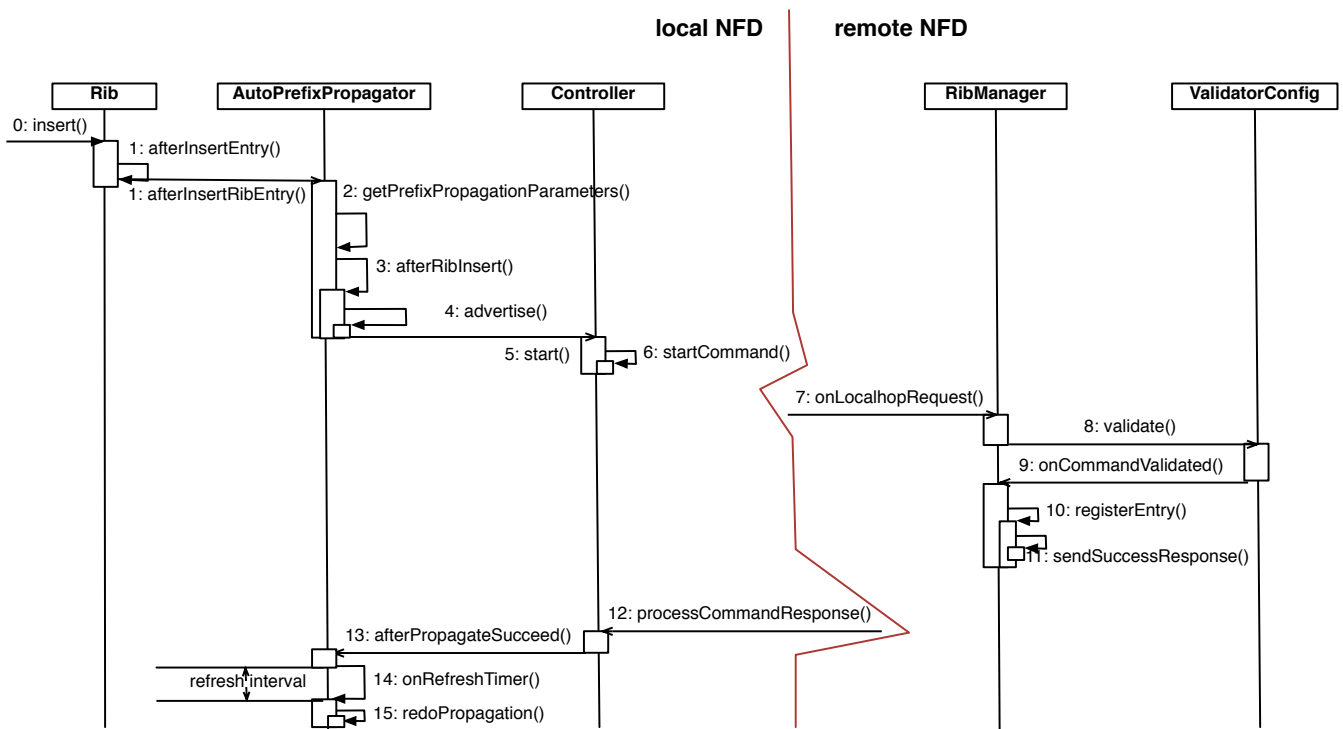 local NFD
remote NFD
Rib
AutoPrefixPropagator
Controller
RibManager
ValidatorConfig
0: insert()
1: afterInsertEntry()
1: afterInsertRibEntry()
2: getPrefixPropagationParameters()
3: afterRibInsert()
4: advertise()
5: start()
6: startCommand()
7: onLocalhopRequest()
8: validate()
9: onCommandValidated()
10: registerEntry()
11: sendSuccessResponse()
12: processCommandResponse()
13: afterPropagateSucceed()
refresh interval
14: onRefreshTimer()
15: redoPropagation()